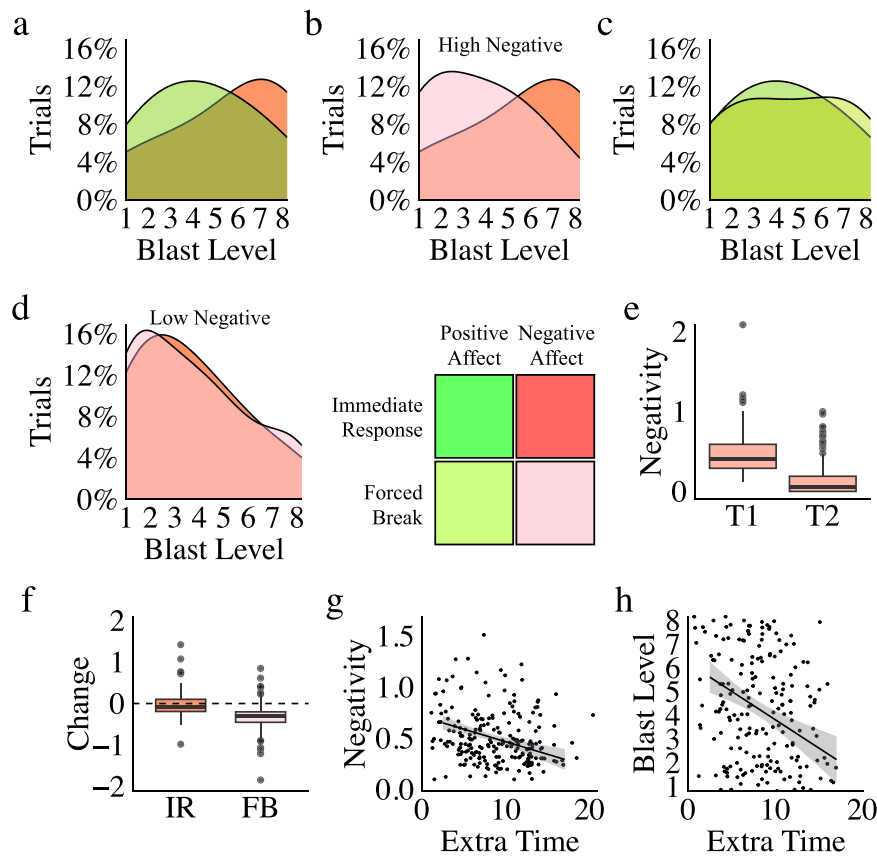 a
16%
12%
8%
4%
0%
Trials
1 2 3 4 5 6 7 8
Blast Level
b
High Negative
16%
12%
8%
4%
0%
Trials
1 2 3 4 5 6 7 8
Blast Level
c
16%
12%
8%
4%
0%
Trials
1 2 3 4 5 6 7 8
Blast Level
d
Low Negative
16%
12%
8%
4%
0%
Trials
1 2 3 4 5 6 7 8
Blast Level
Positive
Affect
Negative
Affect
Immediate
Response
Forced
Break
e
2
1
0
Negativity
T1 T2
f
2
1
0
−1
−2
Change
IR FB
g
1.5
1.0
0.5
0.0
Negativity
0 10 20
Extra Time
h
8
7
6
5
4
3
2
1
Blast Level
0 10 20
Extra Time